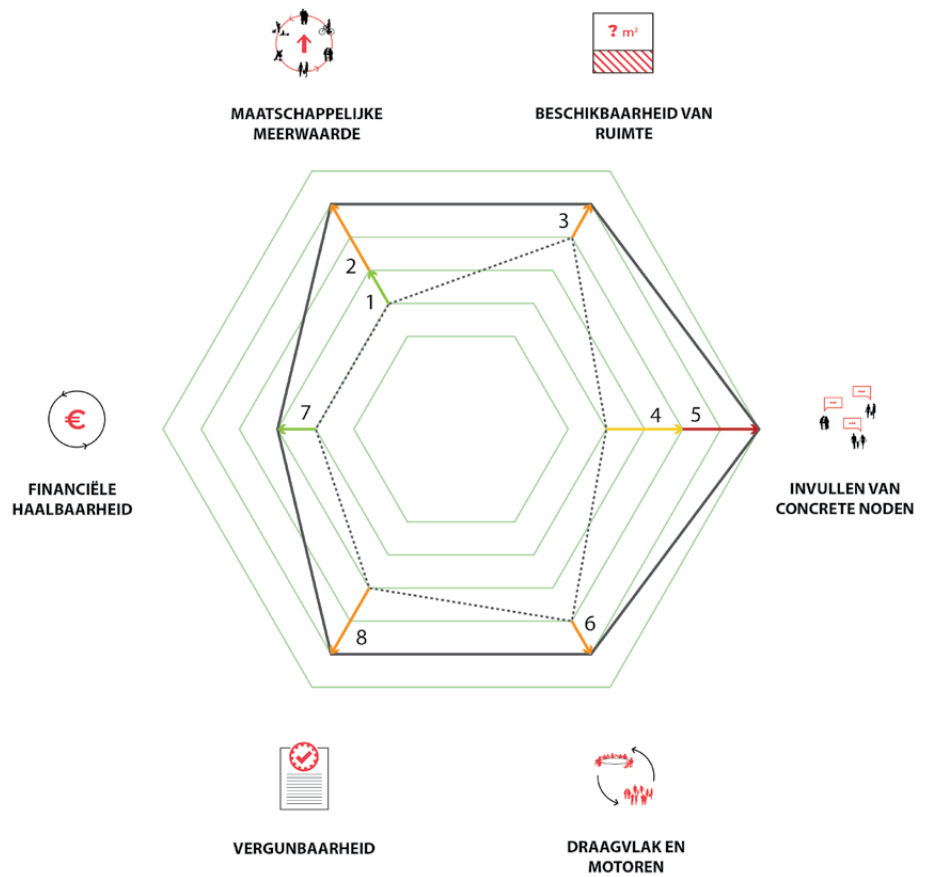 ? m²
MAATSCHAPPELIJKE
MEERWAARDE
BESCHIKBAARHEID VAN
RUIMTE
3
2
1
7
4
5
€
FINANCIËLE
HAALBAARHEID
INVULLEN VAN
CONCRETE NODEN
6
8
VERGUNBAARHEID
DRAAGVLAK EN
MOTOREN